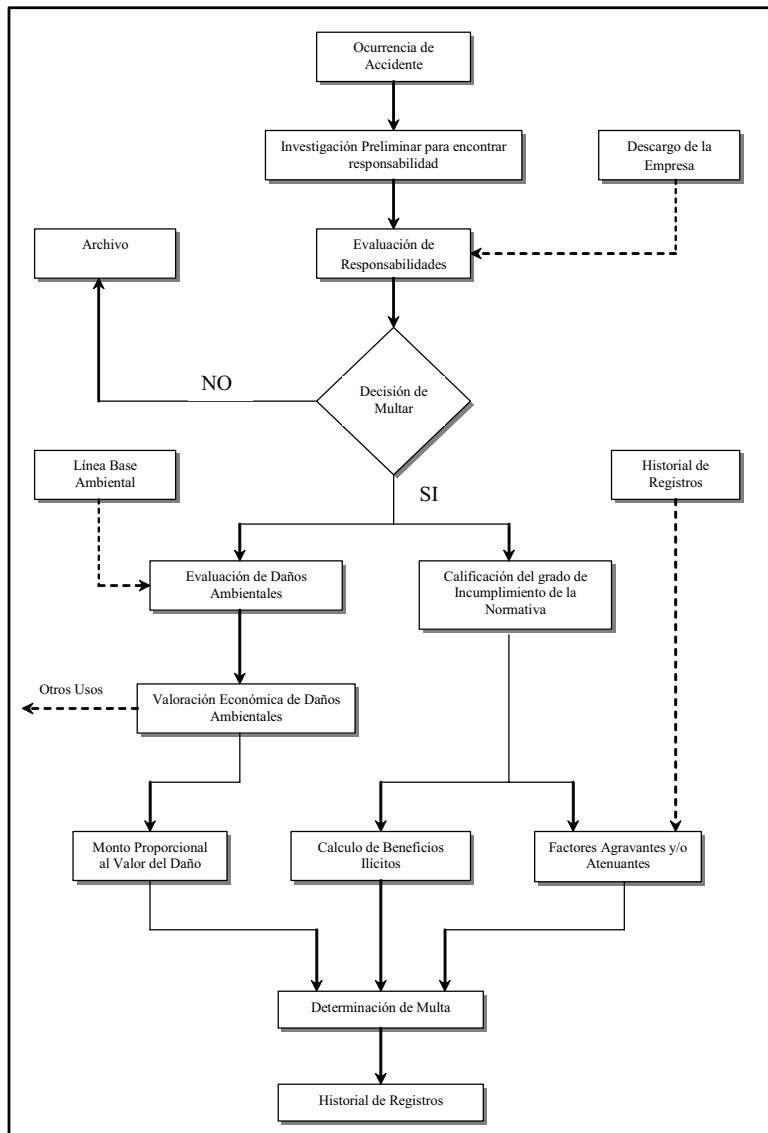 Ocurrencia de
Accidente
Investigación Preliminar para encontrar
responsabilidad
Descargo de la
Empresa
Archivo
Evaluación de
Responsabilidades
NO
Decisión de
Multar
Línea Base
Ambiental
SI
Historial de
Registros
Evaluación de Daños
Ambientales
Calificación del grado de
Incumplimiento de la
Normativa
Otros Usos
Valoración Económica de Daños
Ambientales
Monto Proporcional
al Valor del Daño
Calculo de Beneficios
Ilícitos
Factores Agravantes y/o
Atenuantes
Determinación de Multa
Historial de Registros